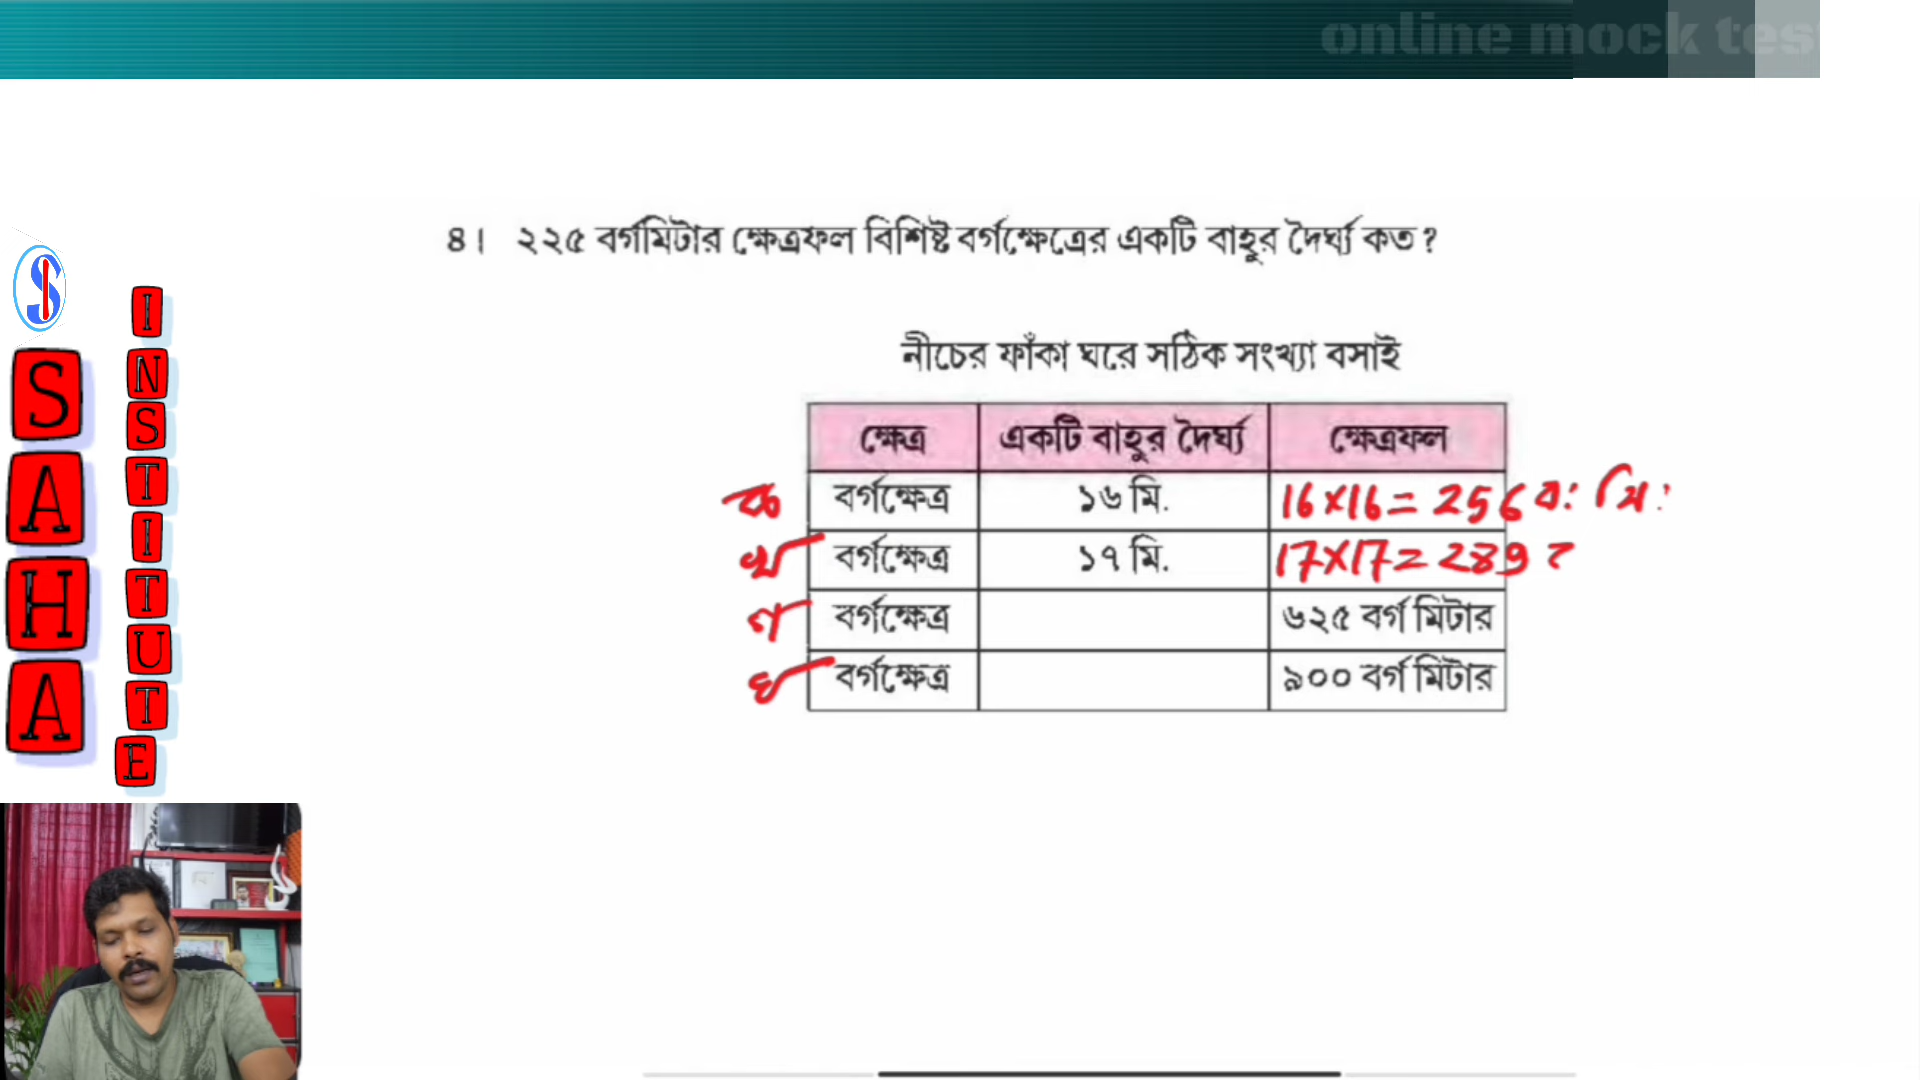 online mock tes
৪। ২২৫ বর্গমিটার ক্ষেত্রফল বিশিষ্ট বর্গক্ষেত্রের একটি বাহুর দৈর্ঘ্য কত?
নীচের ফাঁকা ঘরে সঠিক সংখ্যা বসাই
ক্ষেত্র একটি বাহুর দৈর্ঘ্য ক্ষেত্রফল
ক বর্গক্ষেত্র ১৬ মি. 16×16= 256 ব: মি:
খ বর্গক্ষেত্র ১৭ মি. 17×17= 289
গ বর্গক্ষেত্র ৬২৫ বর্গ মিটার
ঘ বর্গক্ষেত্র ৯০০ বর্গ মিটার
SAHA
INSTITUTE